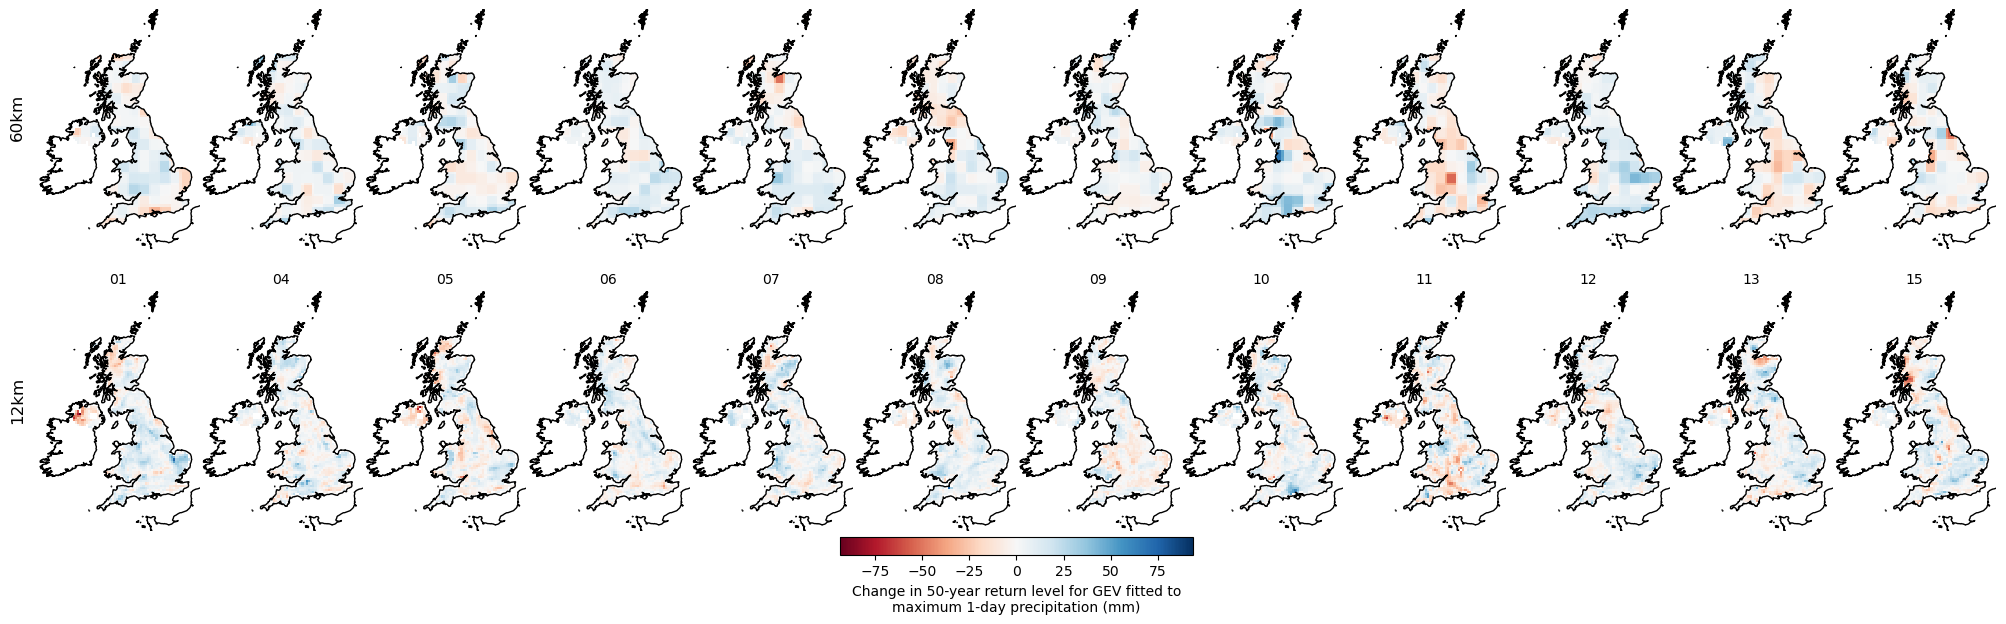 60km
01 04 05 06 07 08 09 10 11 12 13 15
12km
−75 −50 −25 0 25 50 75
Change in 50-year return level for GEV fitted to
maximum 1-day precipitation (mm)